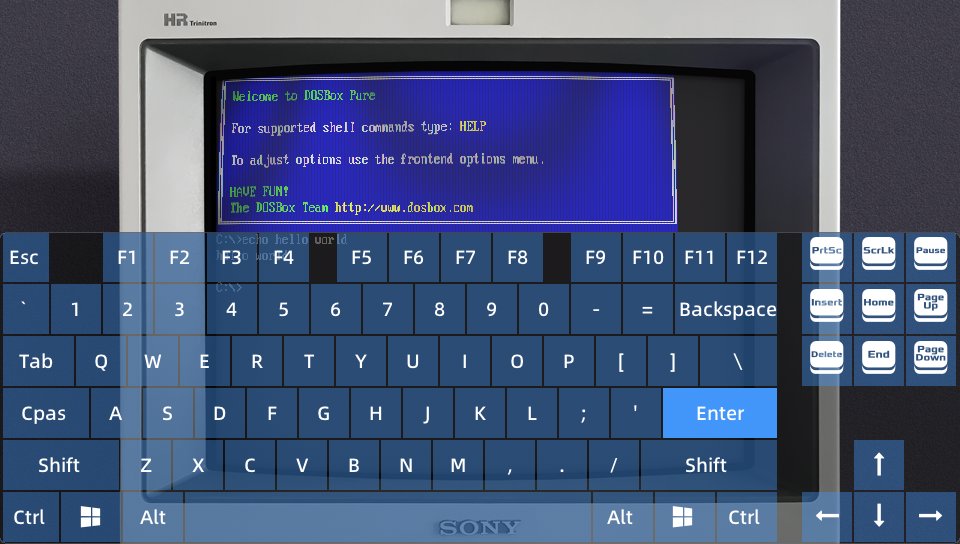 HR Trinitron
Welcome to DOSBox Pure
For supported shell commands type: HELP
To adjust options use the frontend options menu.
HAVE FUN!
The DOSBox Team http://www.dosbox.com
C:\>echo hello world
hello world
C:\>
Esc F1 F2 F3 F4 F5 F6 F7 F8 F9 F10 F11 F12 PrtSc ScrLk Pause
` 1 2 3 4 5 6 7 8 9 0 - = Backspace Insert Home Page Up
Tab Q W E R T Y U I O P [ ] \ Delete End Page Down
Cpas A S D F G H J K L ; ' Enter
Shift Z X C V B N M , . / Shift ↑
Ctrl Alt Alt Ctrl ← ↓ →
SONY